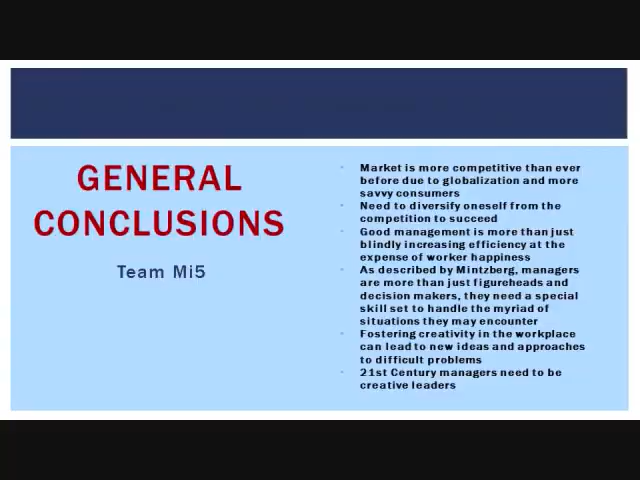 GENERAL
CONCLUSIONS
Team Mi5
Market is more competitive than ever
before due to globalization and more
savvy consumers
Need to diversify oneself from the
competition to succeed
Good management is more than just
blindly increasing efficiency at the
expense of worker happiness
As described by Mintzberg, managers
are more than just figureheads and
decision makers, they need a special
skill set to handle the myriad of
situations they may encounter
Fostering creativity in the workplace
can lead to new ideas and approaches
to difficult problems
21st Century managers need to be
creative leaders